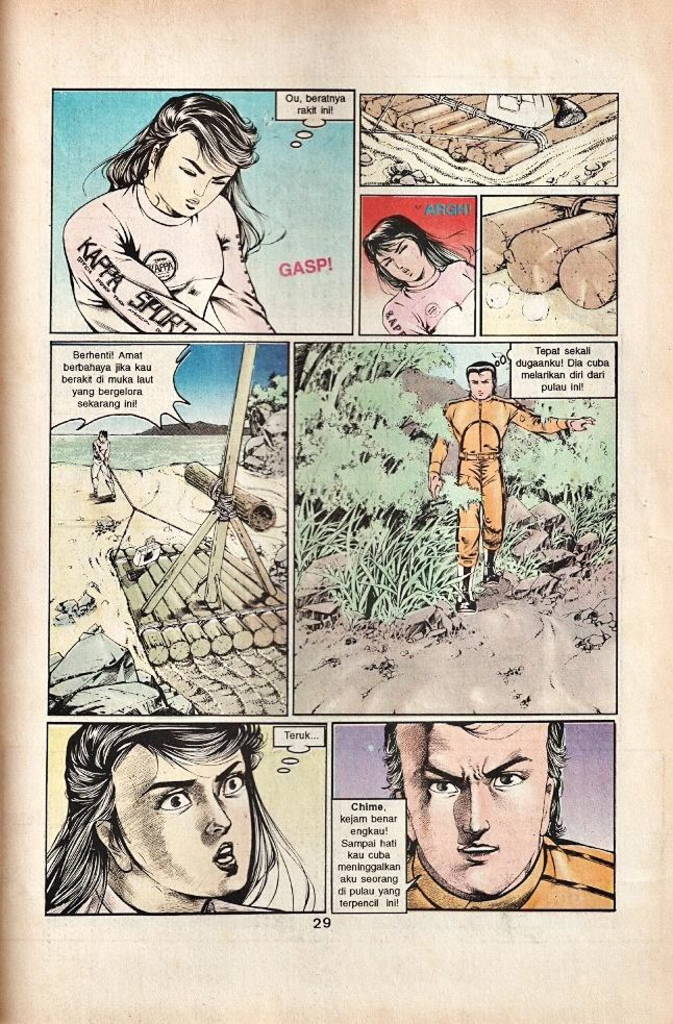 Ou, beratnya
rakit ini!
GASP!
KAPPA
KAPPA SPORT
ARGH!
KAPP
Berhenti! Amat
berbahaya jika kau
berakit di muka laut
yang bergelora
sekarang ini!
Tepat sekali
dugaanku! Dia cuba
melarikan diri dari
pulau ini!
Teruk...
Chime,
kejam benar
engkau!
Sampai hati
kau cuba
meninggalkan
aku seorang
di pulau yang
terpencil ini!
29